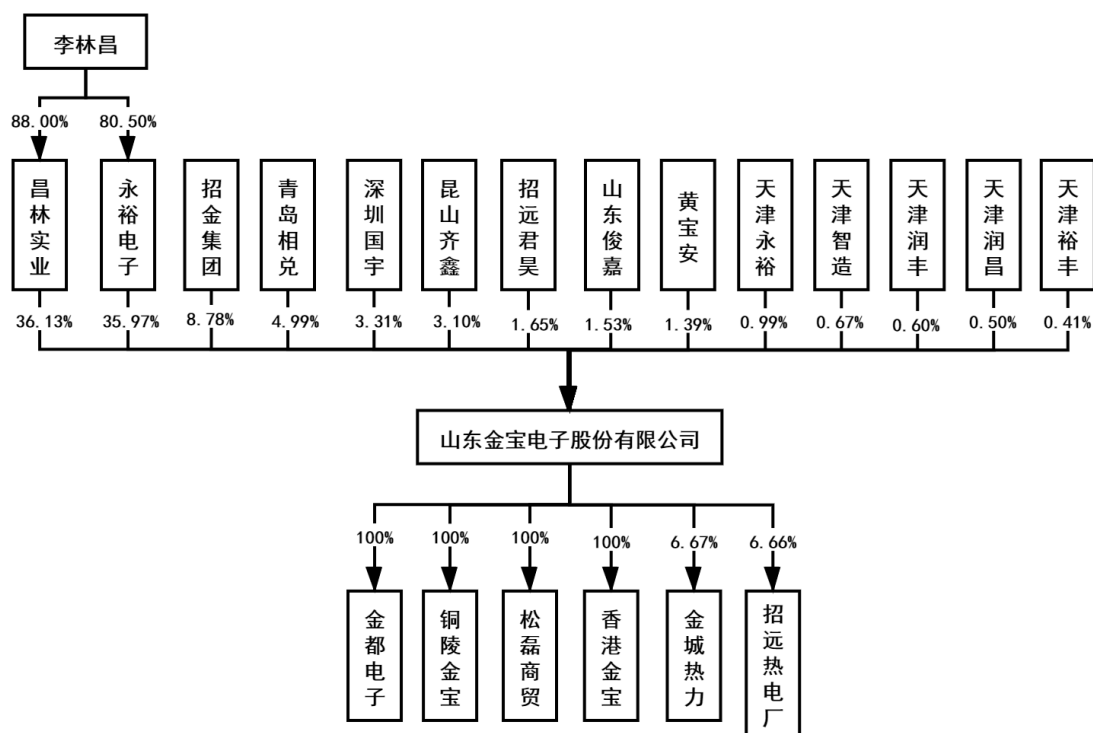 李林昌
88.00%
80.50%
昌林实业
永裕电子
招金集团
青岛相兑
深圳国宇
昆山齐鑫
招远君昊
山东俊嘉
黄宝安
天津永裕
天津智造
天津润丰
天津润昌
天津裕丰
36.13%
35.97%
8.78%
4.99%
3.31%
3.10%
1.65%
1.53%
1.39%
0.99%
0.67%
0.60%
0.50%
0.41%
山东金宝电子股份有限公司
100%
100%
100%
100%
6.67%
6.66%
金都电子
铜陵金宝
松磊商贸
香港金宝
金城热力
招远热电厂